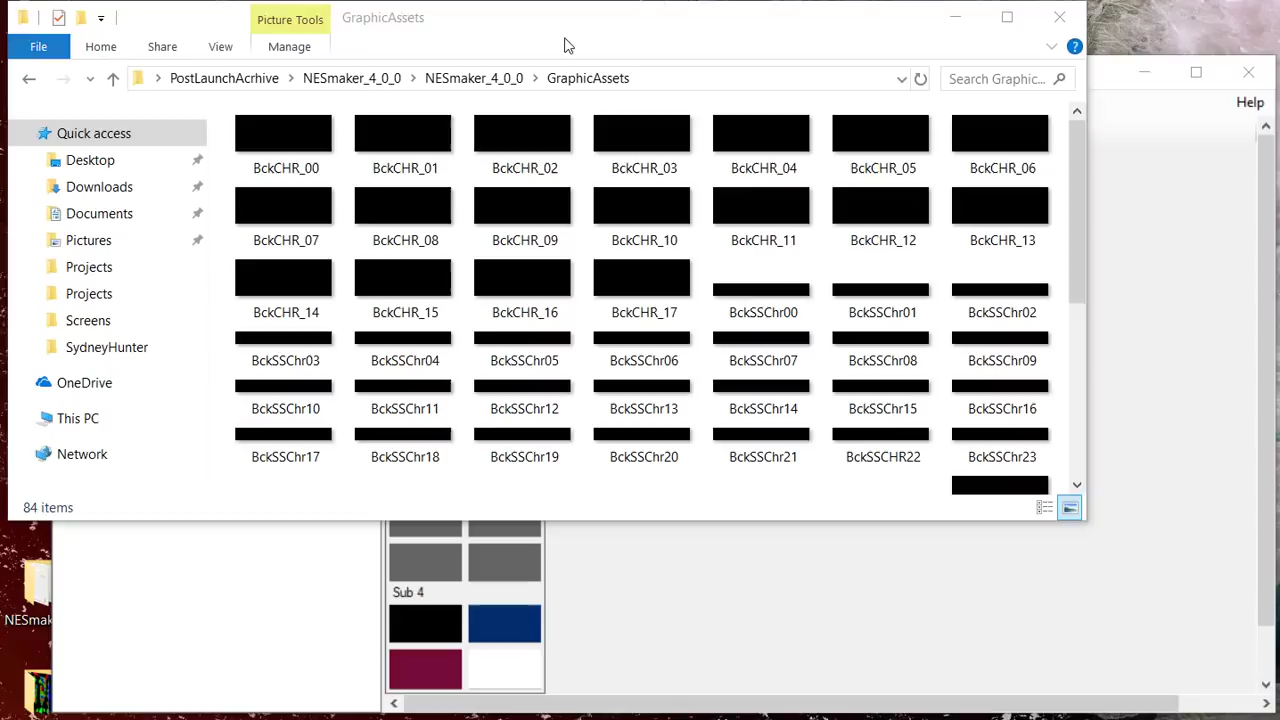 Picture Tools GraphicAssets
File Home Share View Manage
PostLaunchAcrhive NESmaker_4_0_0 NESmaker_4_0_0 GraphicAssets Search Graphic...
Help
Quick access
Desktop
Downloads
Documents
Pictures
Projects
Projects
Screens
SydneyHunter
OneDrive
This PC
Network
BckCHR_00 BckCHR_01 BckCHR_02 BckCHR_03 BckCHR_04 BckCHR_05 BckCHR_06
BckCHR_07 BckCHR_08 BckCHR_09 BckCHR_10 BckCHR_11 BckCHR_12 BckCHR_13
BckCHR_14 BckCHR_15 BckCHR_16 BckCHR_17 BckSSChr00 BckSSChr01 BckSSChr02
BckSSChr03 BckSSChr04 BckSSChr05 BckSSChr06 BckSSChr07 BckSSChr08 BckSSChr09
BckSSChr10 BckSSChr11 BckSSChr12 BckSSChr13 BckSSChr14 BckSSChr15 BckSSChr16
BckSSChr17 BckSSChr18 BckSSChr19 BckSSChr20 BckSSChr21 BckSSCHR22 BckSSChr23
84 items
Sub 4
NESmak